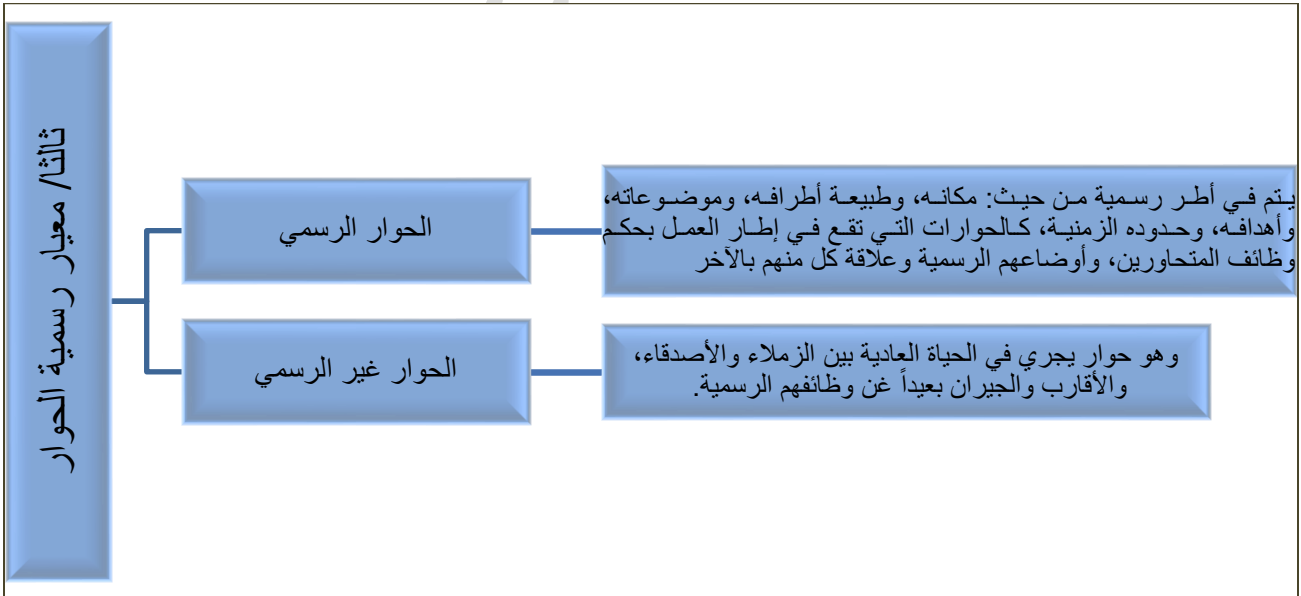 ثالثا/ معيار رسمية الحوار
الحوار الرسمي
يتم في أطر رسمية من حيث: مكانه، وطبيعة أطرافه، وموضوعاته،
وأهدافه، وحدوده الزمنية، كالحوارات التي تقع في إطار العمل بحكم
وظائف المتحاورين، وأوضاعهم الرسمية وعلاقة كل منهم بالآخر
الحوار غير الرسمي
وهو حوار يجري في الحياة العادية بين الزملاء والأصدقاء،
والأقارب والجيران بعيداً غن وظائفهم الرسمية.